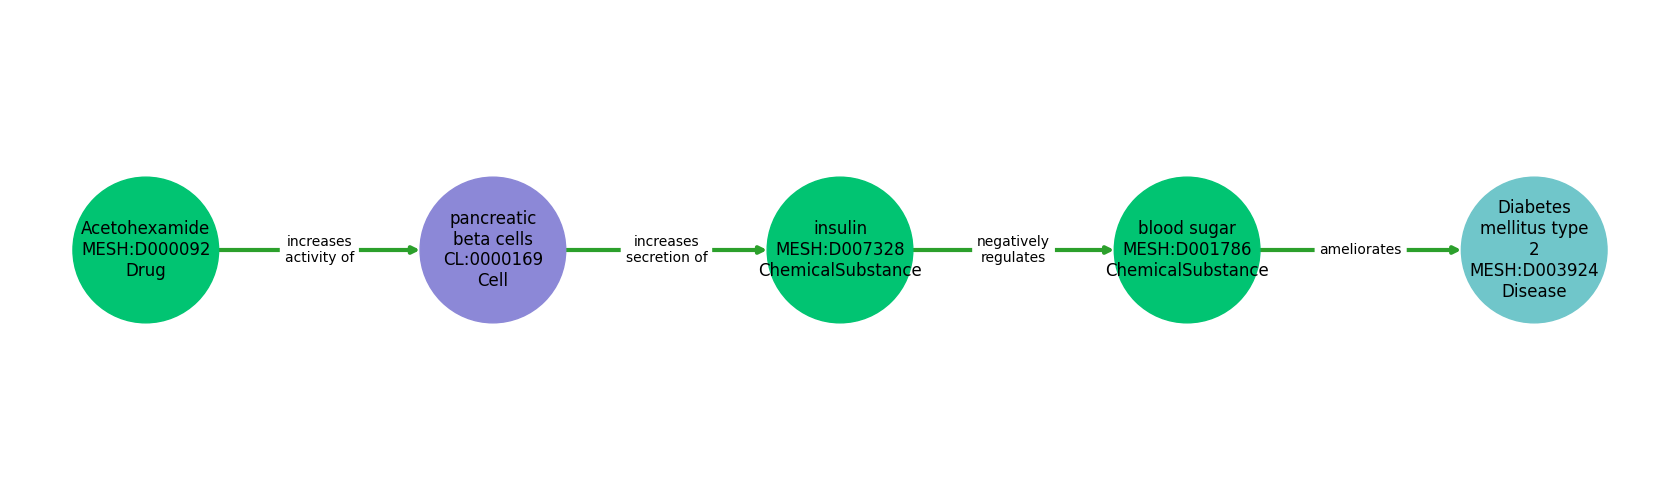 Acetohexamide
MESH:D000092
Drug
increases
activity of
pancreatic
beta cells
CL:0000169
Cell
increases
secretion of
insulin
MESH:D007328
ChemicalSubstance
negatively
regulates
blood sugar
MESH:D001786
ChemicalSubstance
ameliorates
Diabetes
mellitus type
2
MESH:D003924
Disease